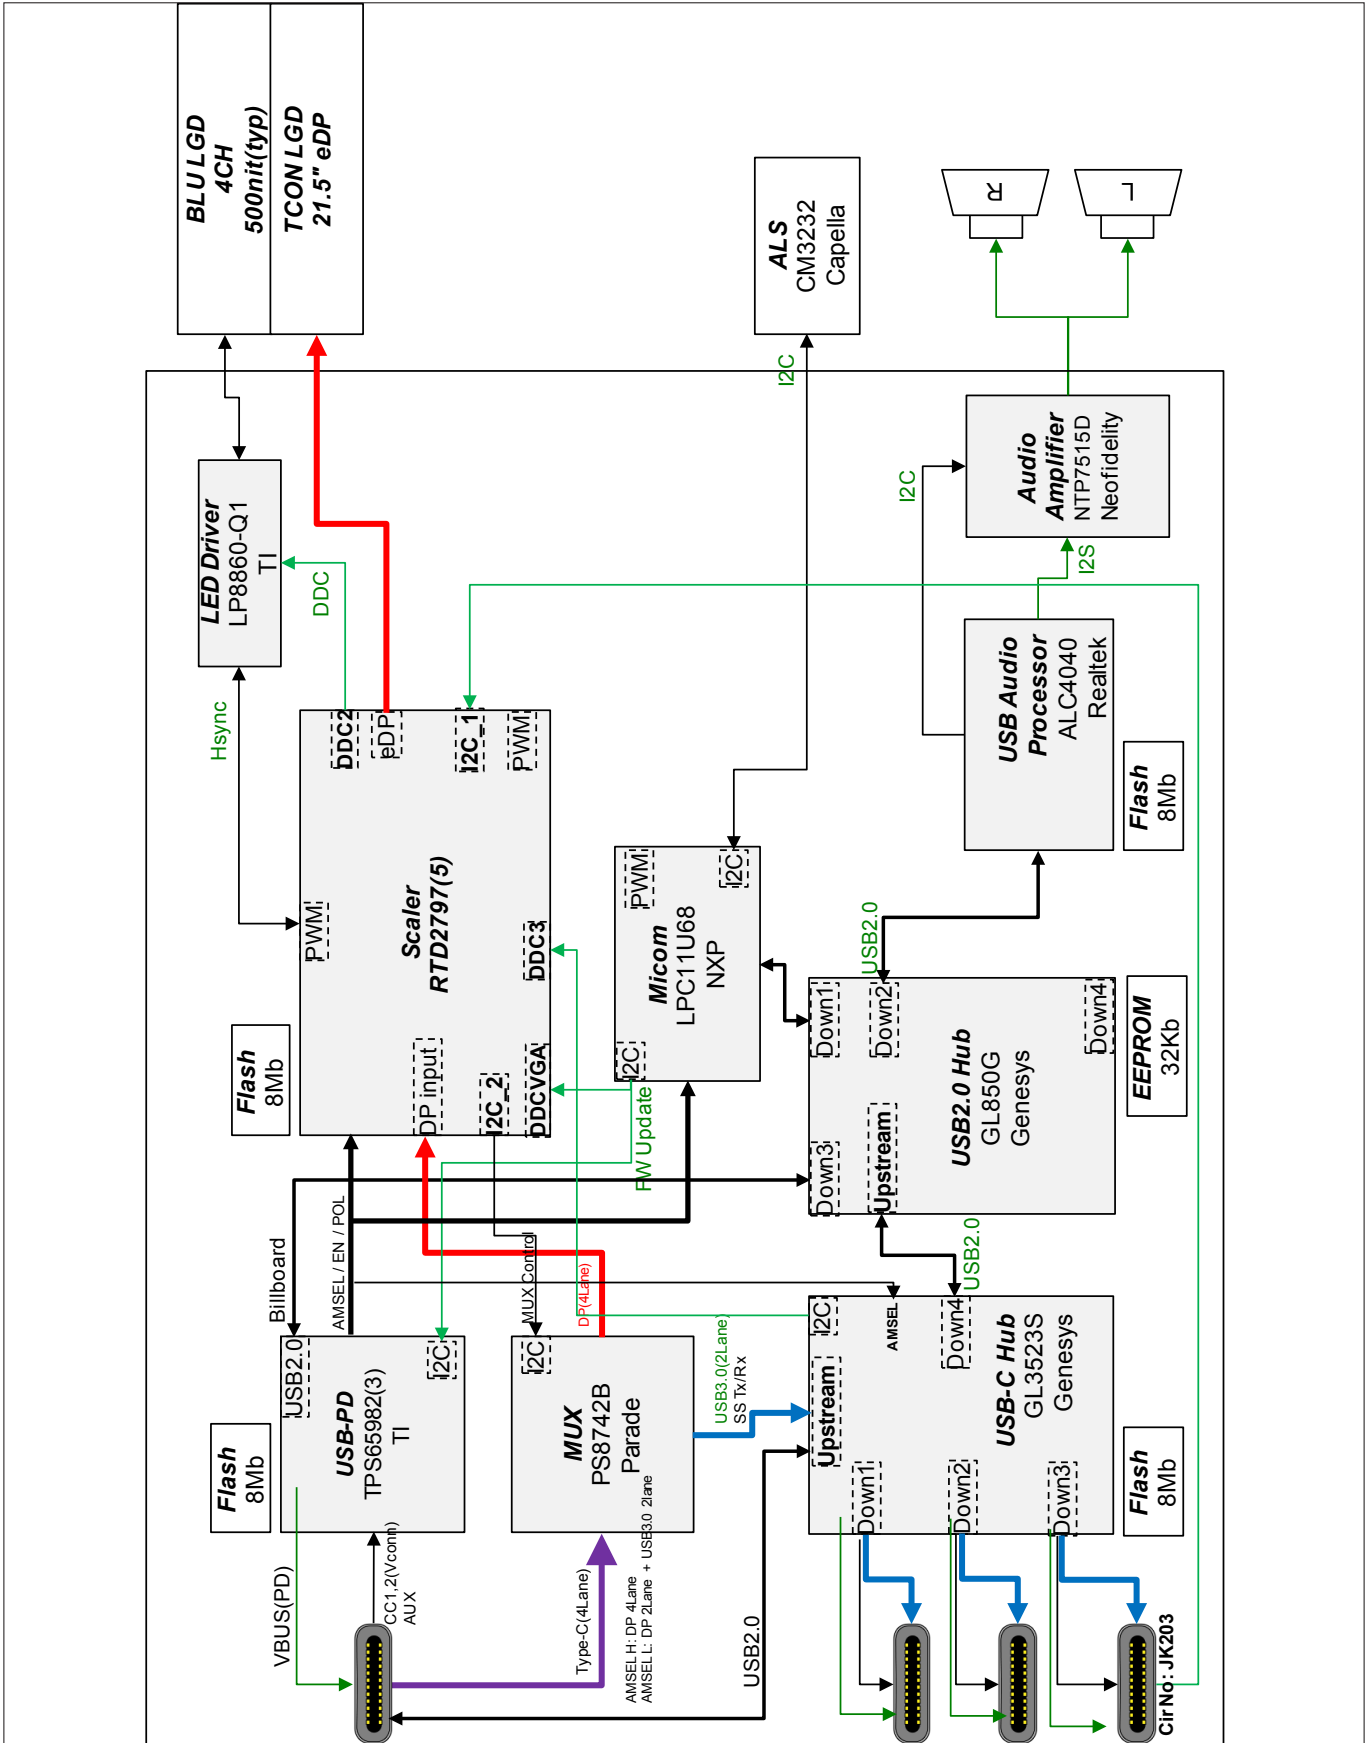 BLU LGD
4CH
500nit(typ)
TCON LGD
21.5" eDP
ALS
CM3232
Capella
R
L
I2C
LED Driver
LP8860-Q1
TI
DDC
Hsync
Audio
Amplifier
NTP7515D
Neofidelity
I2C
I2S
USB Audio
Processor
ALC4040
Realtek
Flash
8Mb
Scaler
RTD2797(5)
PWM
DDC2
eDP
I2C_1
PWM
DP input
I2C_2
DDCVGA
DDC3
Flash
8Mb
Micom
LPC11U68
NXP
PWM
I2C
I2C
FW Update
USB2.0
USB2.0 Hub
GL850G
Genesys
Down1
Down2
Down3
Down4
Upstream
EEPROM
32Kb
USB2.0
Billboard
AMSEL / EN / POL
MUX Control
DP(4Lane)
USB3.0(2Lane)
SS Tx/Rx
USB-PD
TPS65982(3)
TI
USB2.0
I2C
Flash
8Mb
MUX
PS8742B
Parade
I2C
USB-C Hub
GL3523S
Genesys
I2C
AMSEL
Down4
Upstream
Down1
Down2
Down3
Flash
8Mb
VBUS(PD)
CC1,2(Vconn)
AUX
Type-C(4Lane)
AMSEL H: DP 4Lane
AMSEL L: DP 2Lane + USB3.0 2lane
USB2.0
Cir No: JK203